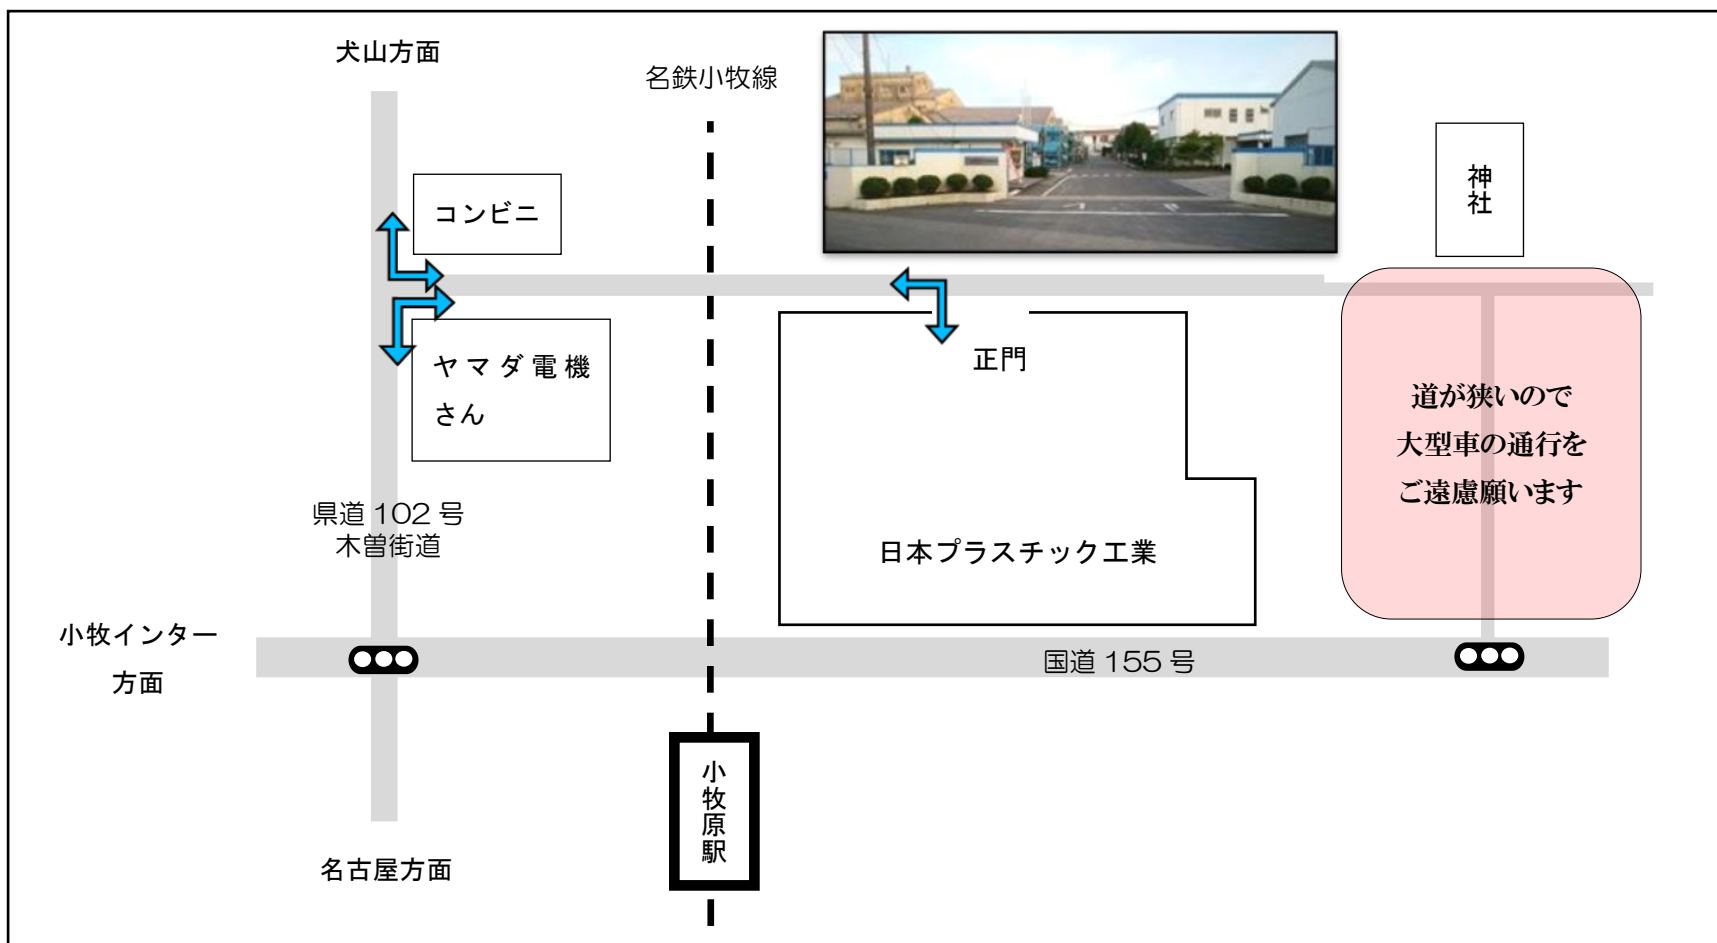 犬山方面
名鉄小牧線
コンビニ
神社
ヤマダ電機
さん
正門
道が狭いので
大型車の通行を
ご遠慮願います
県道102号
木曽街道
日本プラスチック工業
小牧インター
方面
国道155号
小牧原駅
名古屋方面